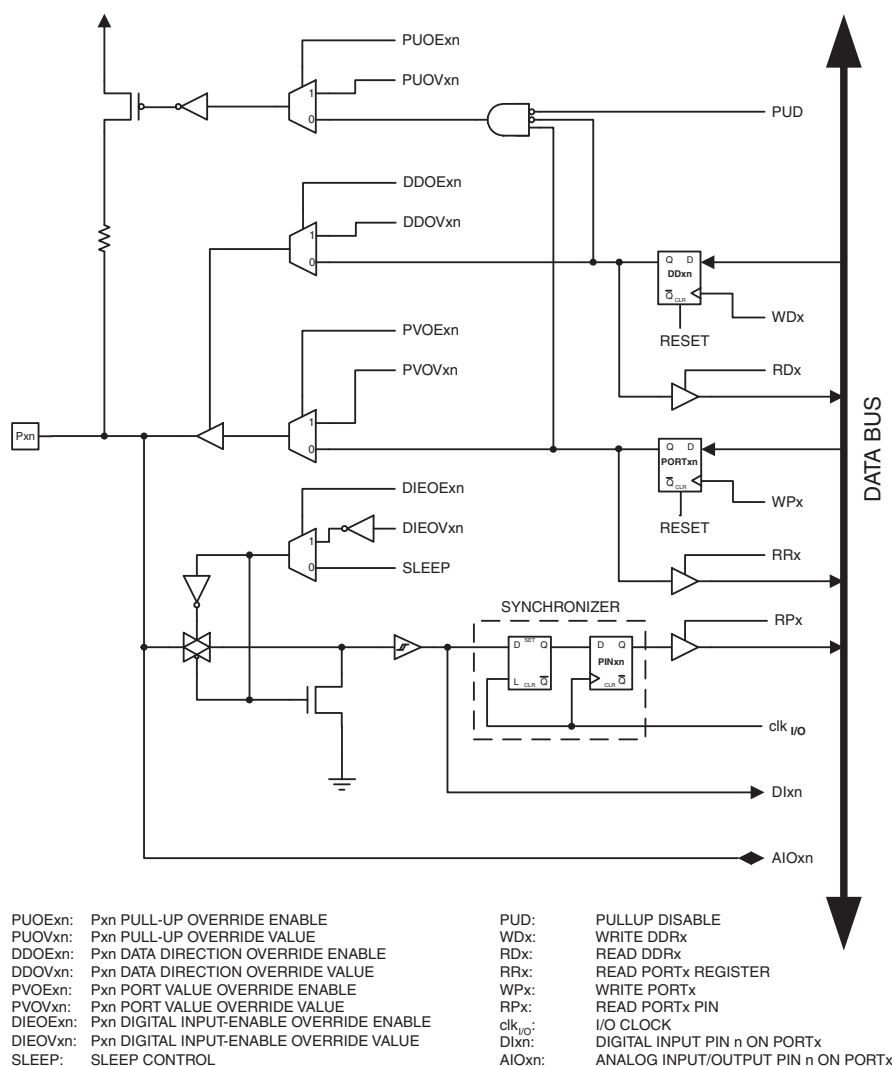 PUOExn
PUOVxn
1
0
PUD
DDOExn
DDOVxn
1
0
Q D
DDxn
Q CLR
WDx
RESET
RDx
PVOExn
PVOVxn
Pxn
1
0
Q D
PORTxn
Q CLR
WPx
RESET
RRx
DIEOExn
DIEOVxn
1
0
SLEEP
SYNCHRONIZER
RPx
D SET Q
L CLR Q
D Q
PINxn
CLR Q
clk I/O
DIxn
AIOxn
DATA BUS
PUOExn: Pxn PULL-UP OVERRIDE ENABLE
PUOVxn: Pxn PULL-UP OVERRIDE VALUE
DDOExn: Pxn DATA DIRECTION OVERRIDE ENABLE
DDOVxn: Pxn DATA DIRECTION OVERRIDE VALUE
PVOExn: Pxn PORT VALUE OVERRIDE ENABLE
PVOVxn: Pxn PORT VALUE OVERRIDE VALUE
DIEOExn: Pxn DIGITAL INPUT-ENABLE OVERRIDE ENABLE
DIEOVxn: Pxn DIGITAL INPUT-ENABLE OVERRIDE VALUE
SLEEP: SLEEP CONTROL
PUD: PULLUP DISABLE
WDx: WRITE DDRx
RDx: READ DDRx
RRx: READ PORTx REGISTER
WPx: WRITE PORTx
RPx: READ PORTx PIN
clkI/O: I/O CLOCK
DIxn: DIGITAL INPUT PIN n ON PORTx
AIOxn: ANALOG INPUT/OUTPUT PIN n ON PORTx